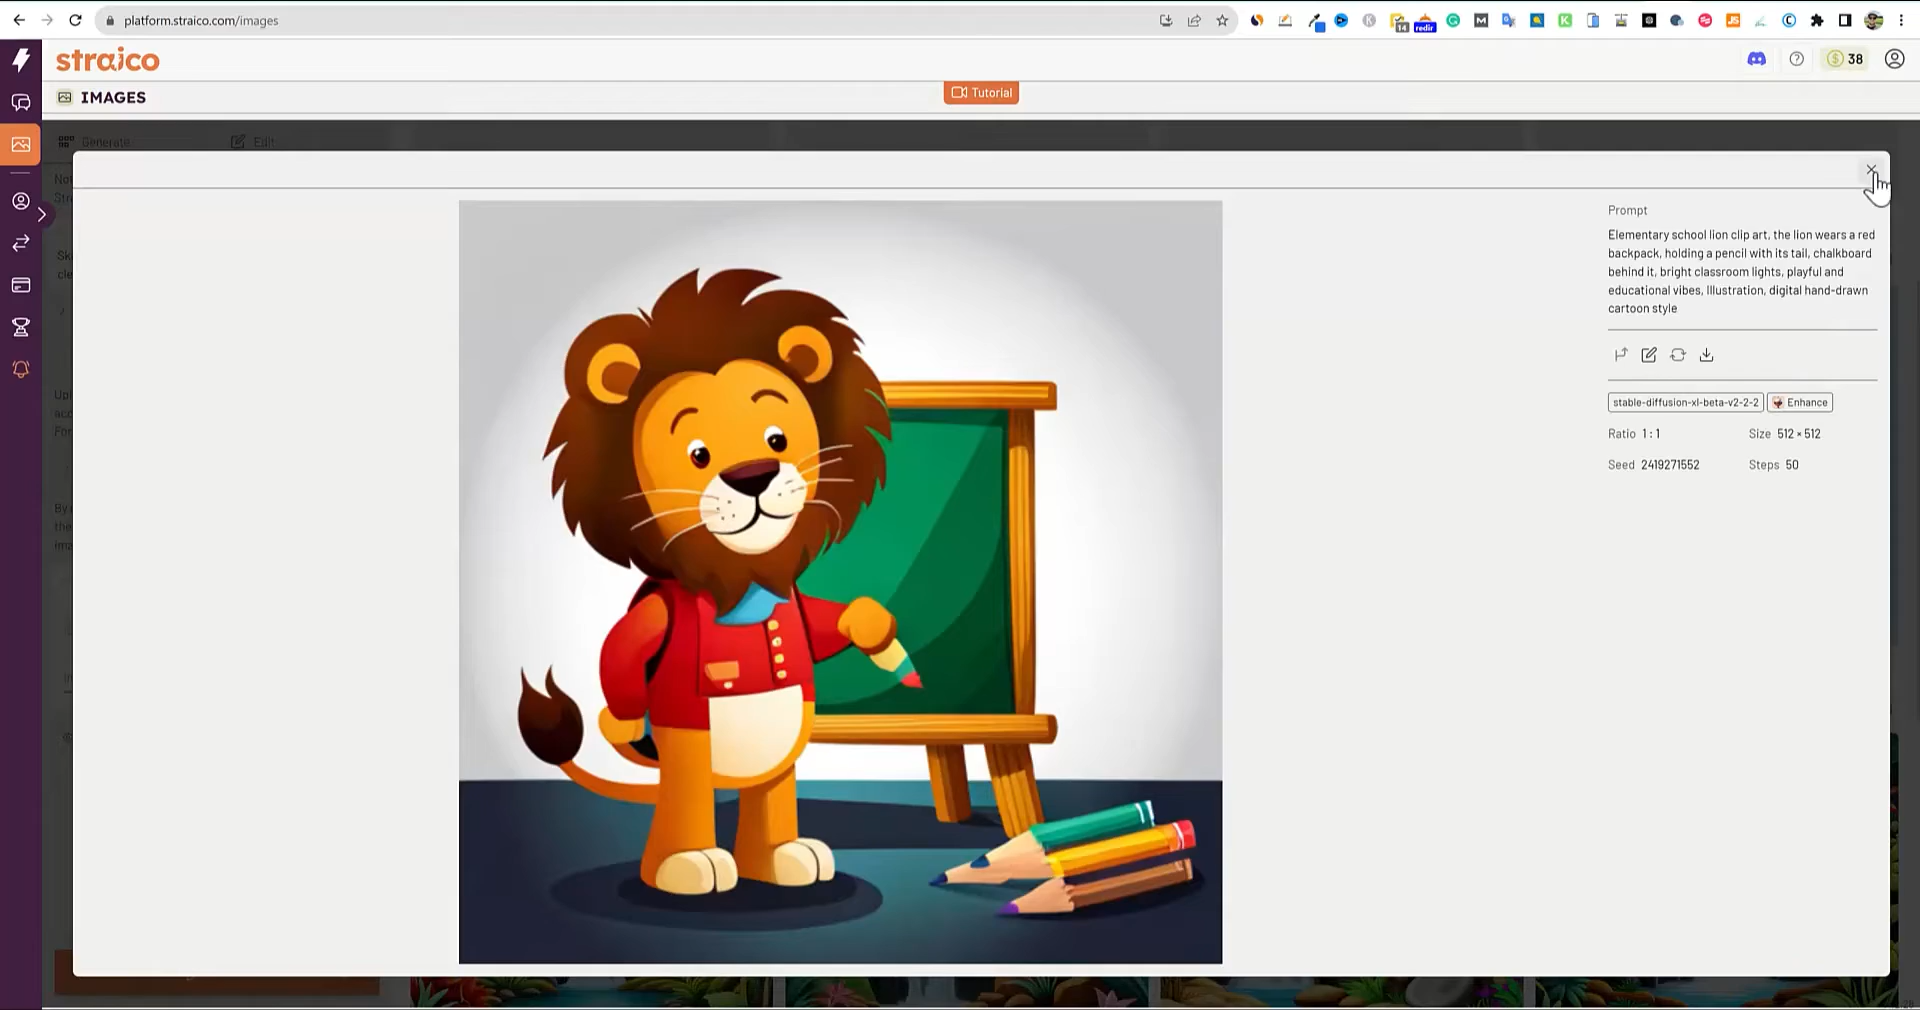 platform.straico.com/images
14
redir
straico
38
IMAGES
Tutorial
Generate
Edit
Prompt
Elementary school lion clip art, the lion wears a red
backpack, holding a pencil with its tail, chalkboard
behind it, bright classroom lights, playful and
educational vibes, Illustration, digital hand-drawn
cartoon style
stable-diffusion-xl-beta-v2-2-2
Enhance
Ratio 1 : 1
Size 512 × 512
Seed 2419271552
Steps 50